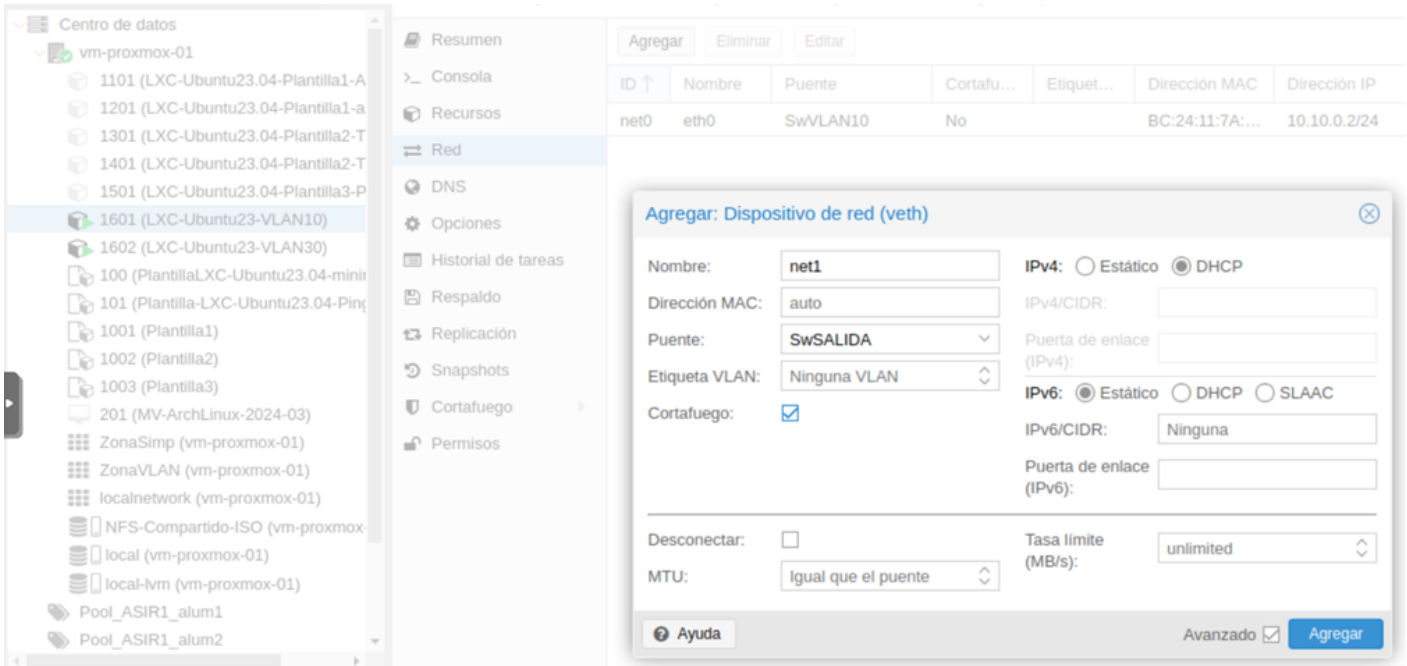 Centro de datos
vm-proxmox-01
1101 (LXC-Ubuntu23.04-Plantilla1-A
1201 (LXC-Ubuntu23.04-Plantilla1-a
1301 (LXC-Ubuntu23.04-Plantilla2-T
1401 (LXC-Ubuntu23.04-Plantilla2-T
1501 (LXC-Ubuntu23.04-Plantilla3-P
1601 (LXC-Ubuntu23-VLAN10)
1602 (LXC-Ubuntu23-VLAN30)
100 (PlantillaLXC-Ubuntu23.04-minin
101 (Plantilla-LXC-Ubuntu23.04-Ping
1001 (Plantilla1)
1002 (Plantilla2)
1003 (Plantilla3)
201 (MV-ArchLinux-2024-03)
ZonaSimp (vm-proxmox-01)
ZonaVLAN (vm-proxmox-01)
localnetwork (vm-proxmox-01)
NFS-Compartido-ISO (vm-proxmox-
local (vm-proxmox-01)
local-lvm (vm-proxmox-01)
Pool_ASIR1_alum1
Pool_ASIR1_alum2
Resumen
>_ Consola
Recursos
Red
DNS
Opciones
Historial de tareas
Respaldo
Replicación
Snapshots
Cortafuego
Permisos
Agregar Eliminar Editar
ID ↑ Nombre Puente Cortafu... Etiquet... Dirección MAC Dirección IP
net0 eth0 SwVLAN10 No BC:24:11:7A:... 10.10.0.2/24
Agregar: Dispositivo de red (veth)
Nombre: net1
Dirección MAC: auto
Puente: SwSALIDA
Etiqueta VLAN: Ninguna VLAN
Cortafuego:
IPv4: Estático DHCP
IPv4/CIDR:
Puerta de enlace
(IPv4):
IPv6: Estático DHCP SLAAC
IPv6/CIDR: Ninguna
Puerta de enlace
(IPv6):
Desconectar:
MTU: Igual que el puente
Tasa límite
(MB/s): unlimited
Ayuda
Avanzado Agregar